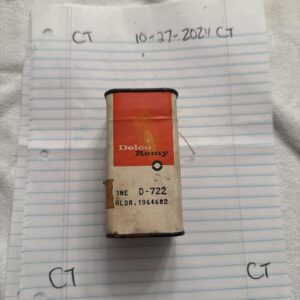 CT 10-27-2024 CT
Delco
Remy
ONE D-722
HLDR. 1964682
CT
CT